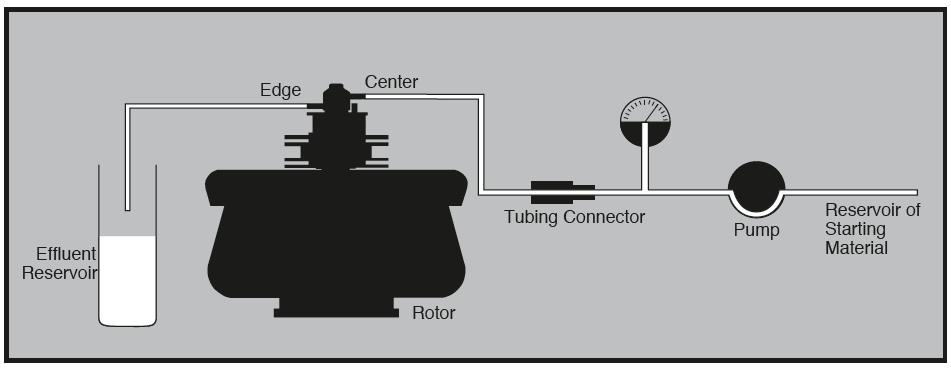 Edge
Center
Tubing Connector
Pump
Reservoir of
Starting
Material
Effluent
Reservoir
Rotor